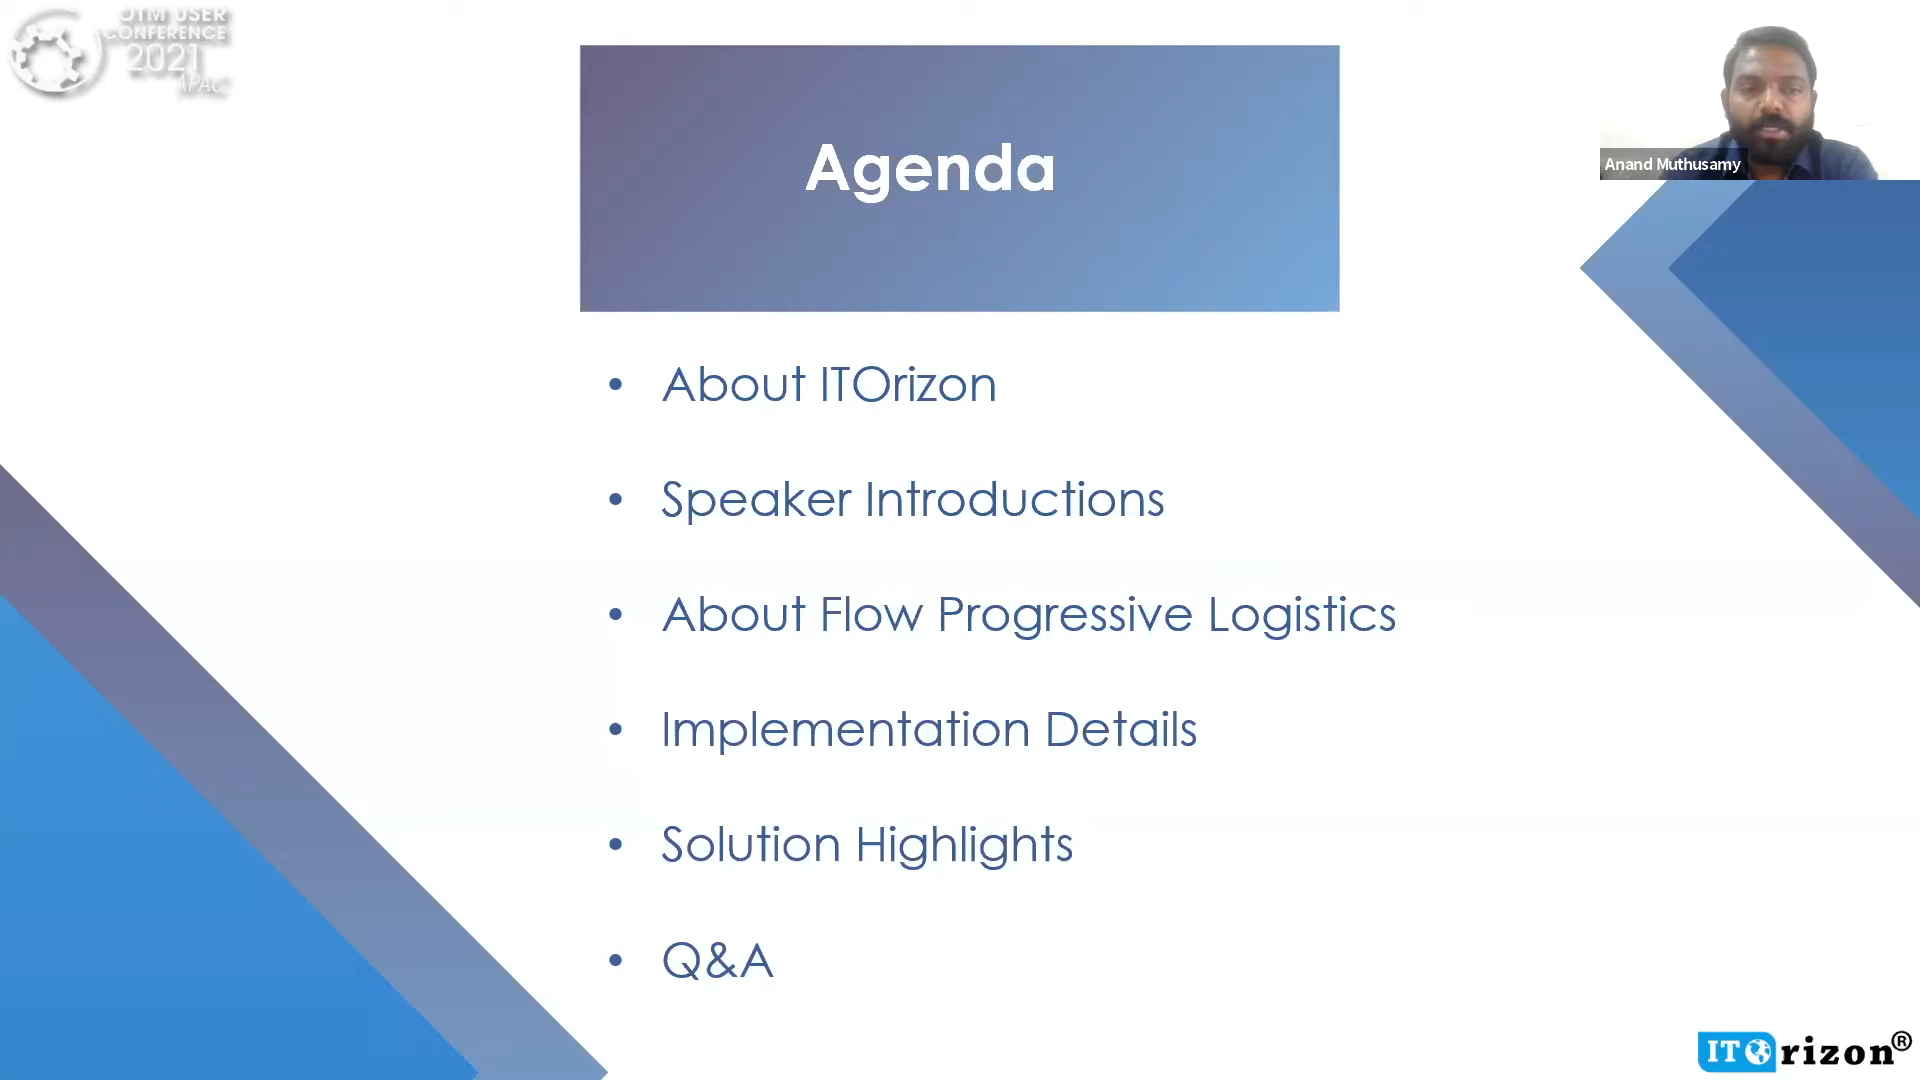 OTM USER
CONFERENCE
2021
APAC
Agenda
Anand Muthusamy
• About ITOrizon
• Speaker Introductions
• About Flow Progressive Logistics
• Implementation Details
• Solution Highlights
• Q&A
ITOrizon®